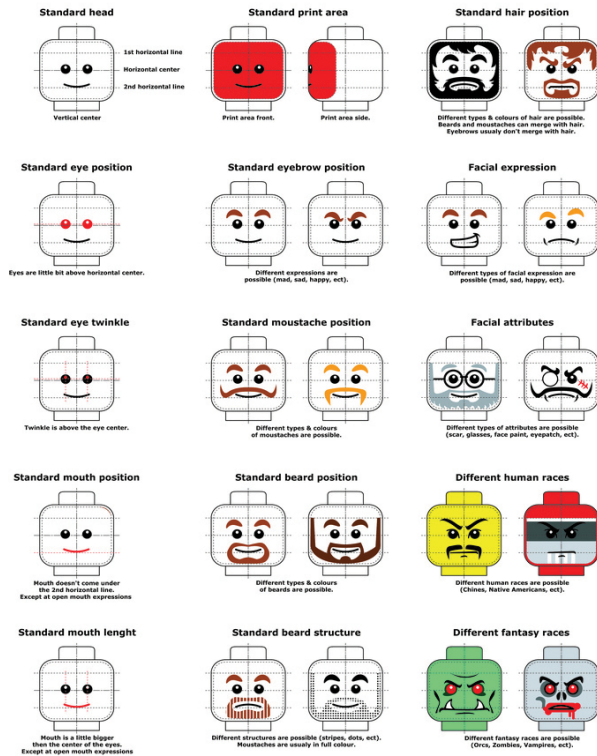 Standard head
1st horizontal line
Horizontal center
2nd horizontal line
Vertical center
Standard print area
Print area front.
Print area side.
Standard hair position
Different types & colours of hair are possible.
Beards and moustaches can merge with hair.
Eyebrows usualy don't merge with hair.
Standard eye position
Eyes are little bit above horizontal center.
Standard eyebrow position
Different expressions are
possible (mad, sad, happy, ect).
Facial expression
Different types of facial expression are
possible (mad, sad, happy, ect).
Standard eye twinkle
Twinkle is above the eye center.
Standard moustache position
Different types & colours
of moustaches are possible.
Facial attributes
Different types of attributes are possible
(scar, glasses, face paint, eyepatch, ect).
Standard mouth position
Mouth doesn't come under
the 2nd horizontal line.
Except at open mouth expressions
Standard beard position
Different types & colours
of beards are possible.
Different human races
Different human races are possible
(Chines, Native Americans, ect).
Standard mouth lenght
Mouth is a little bigger
then the center of the eyes.
Except at open mouth expressions
Standard beard structure
Different structures are possible (stripes, dots, ect).
Moustaches are usualy in full colour.
Different fantasy races
Different fantasy races are possible
(Orcs, Zombies, Vampires, ect).